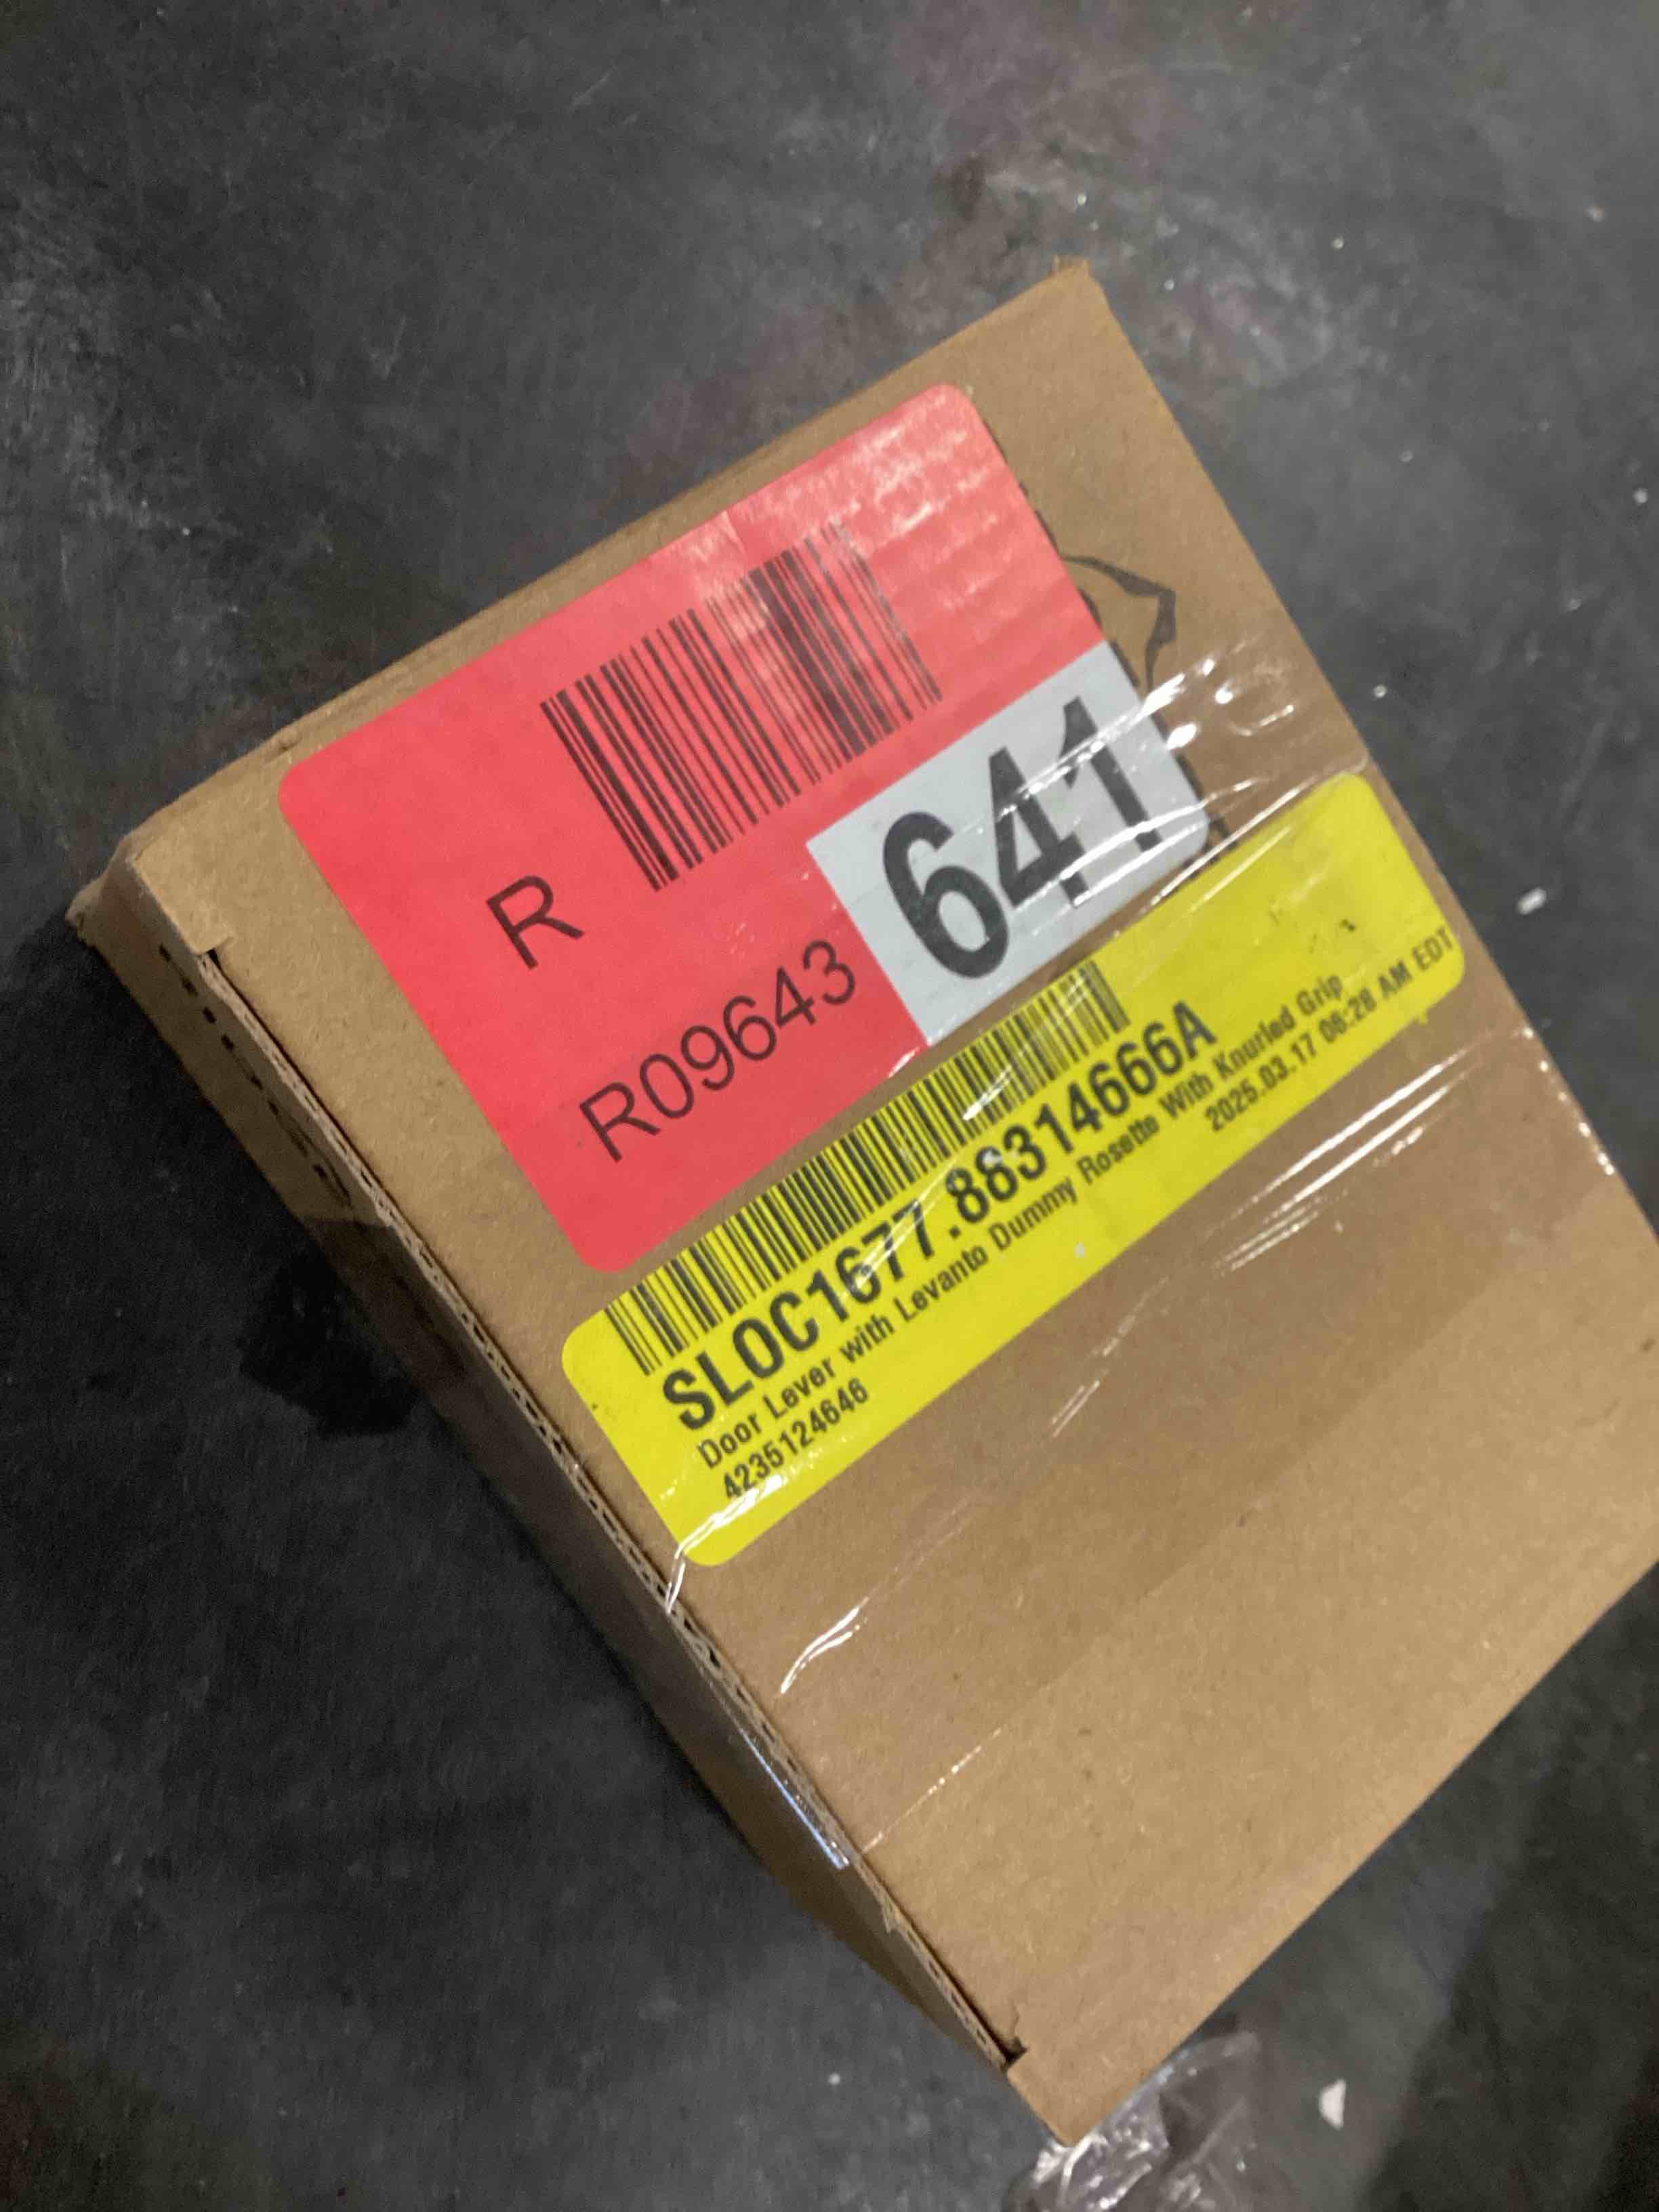 R
R09643
641
SLOC1677.88314666A
Door Lever with Levanto Dummy Rosette With Knurled Grip
4235124646
2025.03.17 06:28 AM EDT